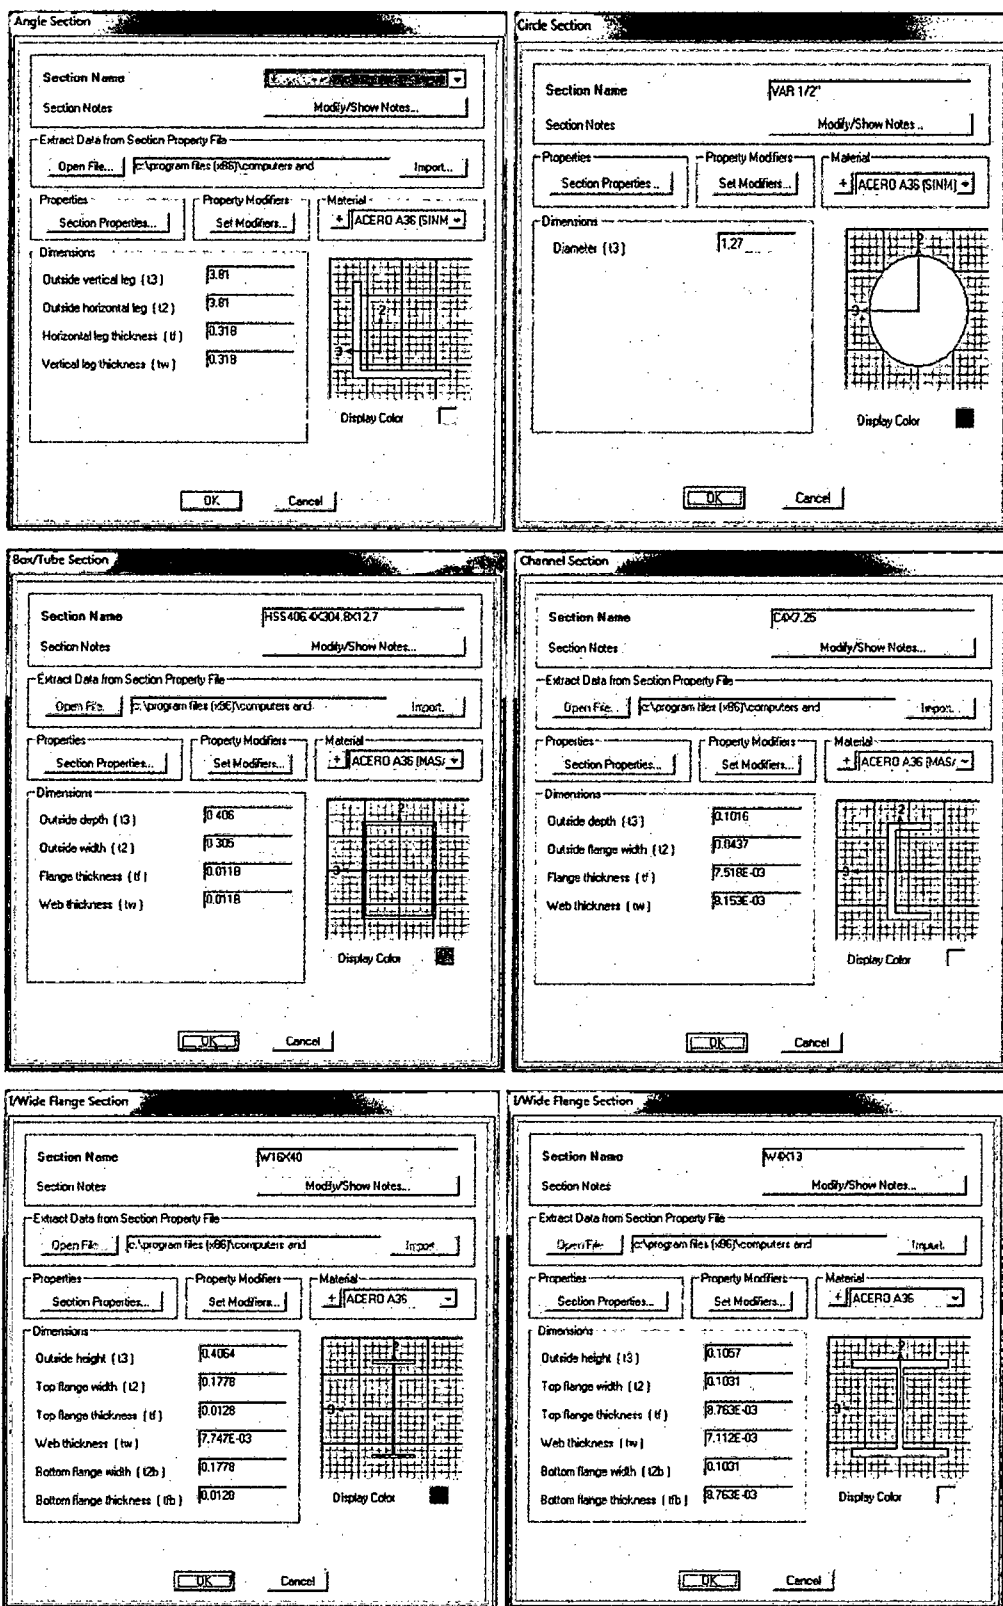 Angle Section
Section Name
Section Notes Modify/Show Notes...
Extract Data from Section Property File
Open File... c:\program files (x86)\computers and Import...
Properties Property Modifiers Material
Section Properties... Set Modifiers... + ACERO A36 (SINM
Dimensions
Outside vertical leg ( t3 ) 3.81
Outside horizontal leg ( t2 ) 3.81
Horizontal leg thickness ( tf ) 0.318
Vertical leg thickness ( tw ) 0.318
2
3
Display Color
OK Cancel
Circle Section
Section Name VAR 1/2"
Section Notes Modify/Show Notes...
Properties Property Modifiers Material
Section Properties... Set Modifiers... + ACERO A36 (SINM)
Dimensions
Diameter ( t3 ) 1.27
2
3
Display Color
OK Cancel
Box/Tube Section
Section Name HSS406.4X304.8X12.7
Section Notes Modify/Show Notes...
Extract Data from Section Property File
Open File... c:\program files (x86)\computers and Import...
Properties Property Modifiers Material
Section Properties... Set Modifiers... + ACERO A36 (MAS
Dimensions
Outside depth ( t3 ) 0.406
Outside width ( t2 ) 0.305
Flange thickness ( tf ) 0.0118
Web thickness ( tw ) 0.0118
2
3
Display Color
OK Cancel
Channel Section
Section Name C4X7.25
Section Notes Modify/Show Notes...
Extract Data from Section Property File
Open File... c:\program files (x86)\computers and Import...
Properties Property Modifiers Material
Section Properties... Set Modifiers... + ACERO A36 (MAS
Dimensions
Outside depth ( t3 ) 0.1016
Outside flange width ( t2 ) 0.0437
Flange thickness ( tf ) 7.518E-03
Web thickness ( tw ) 8.153E-03
2
3
Display Color
OK Cancel
I/Wide Flange Section
Section Name W16X40
Section Notes Modify/Show Notes...
Extract Data from Section Property File
Open File... c:\program files (x86)\computers and Import...
Properties Property Modifiers Material
Section Properties... Set Modifiers... + ACERO A36
Dimensions
Outside height ( t3 ) 0.4064
Top flange width ( t2 ) 0.1778
Top flange thickness ( tf ) 0.0128
Web thickness ( tw ) 7.747E-03
Bottom flange width ( t2b ) 0.1778
Bottom flange thickness ( tfb ) 0.0128
2
3
Display Color
OK Cancel
I/Wide Flange Section
Section Name W4X13
Section Notes Modify/Show Notes...
Extract Data from Section Property File
Open File... c:\program files (x86)\computers and Import...
Properties Property Modifiers Material
Section Properties... Set Modifiers... + ACERO A36
Dimensions
Outside height ( t3 ) 0.1057
Top flange width ( t2 ) 0.1031
Top flange thickness ( tf ) 8.763E-03
Web thickness ( tw ) 7.112E-03
Bottom flange width ( t2b ) 0.1031
Bottom flange thickness ( tfb ) 8.763E-03
2
3
Display Color
OK Cancel